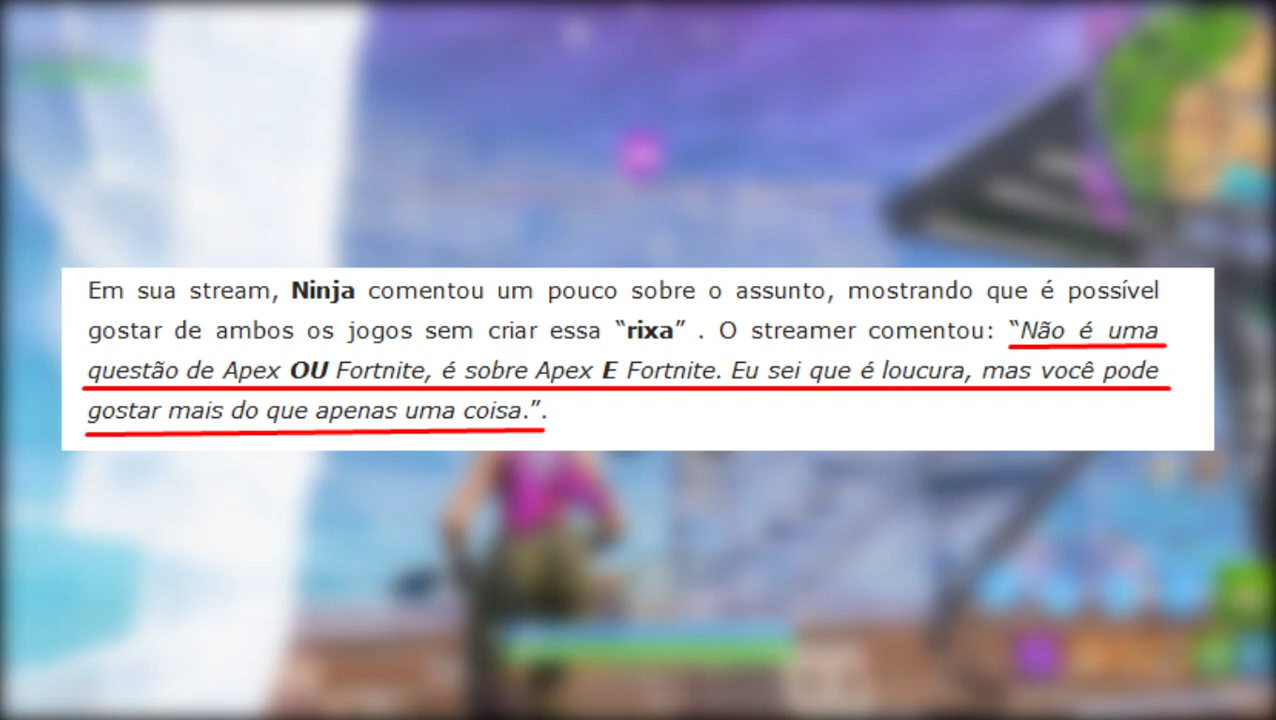 Em sua stream, Ninja comentou um pouco sobre o assunto, mostrando que é possível
gostar de ambos os jogos sem criar essa “rixa” . O streamer comentou: “Não é uma
questão de Apex OU Fortnite, é sobre Apex E Fortnite. Eu sei que é loucura, mas você pode
gostar mais do que apenas uma coisa.”.